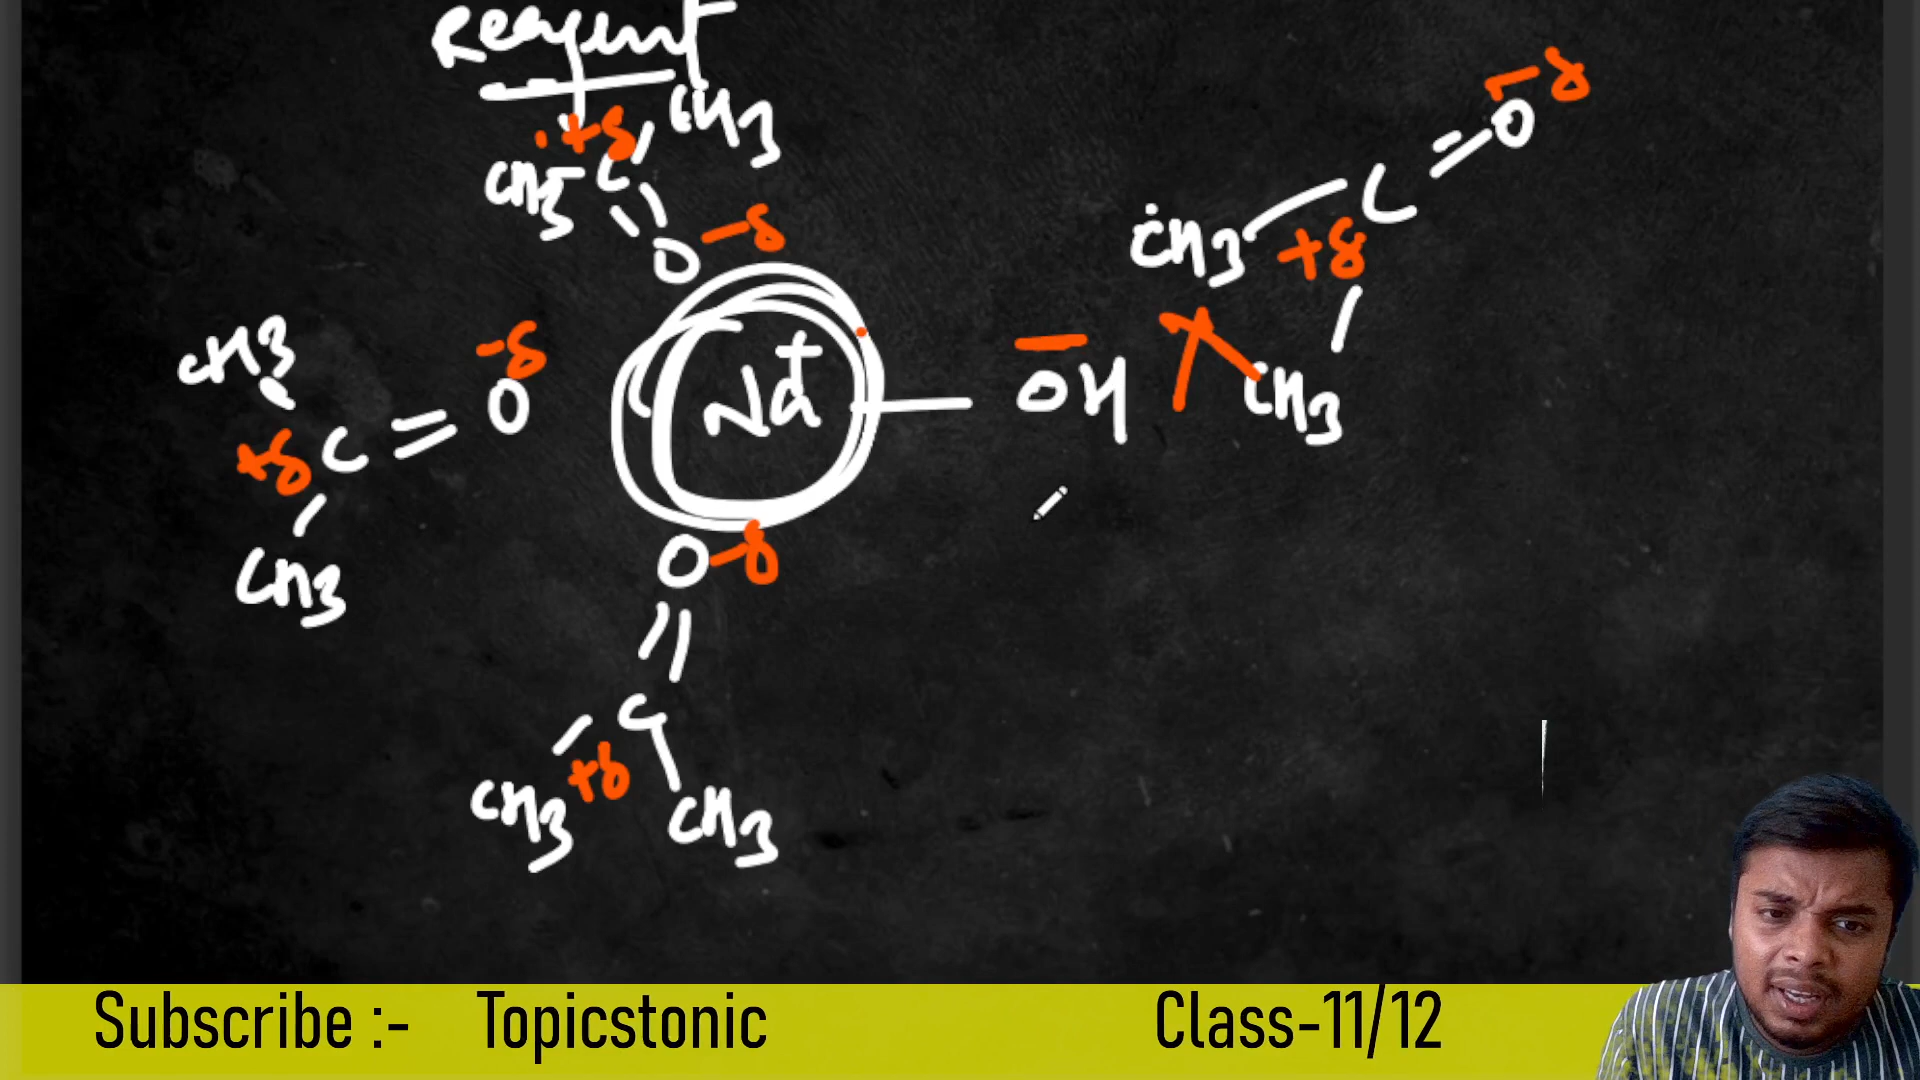 Reagent
+δ CH3
CH3 C
O -δ
-δ
O
CH3 C
+δ
CH3
CH3
-δ
+δ C = O
CH3
Na+ — OH
O -δ
C
CH3 +δ CH3
Subscribe :- Topicstonic Class-11/12